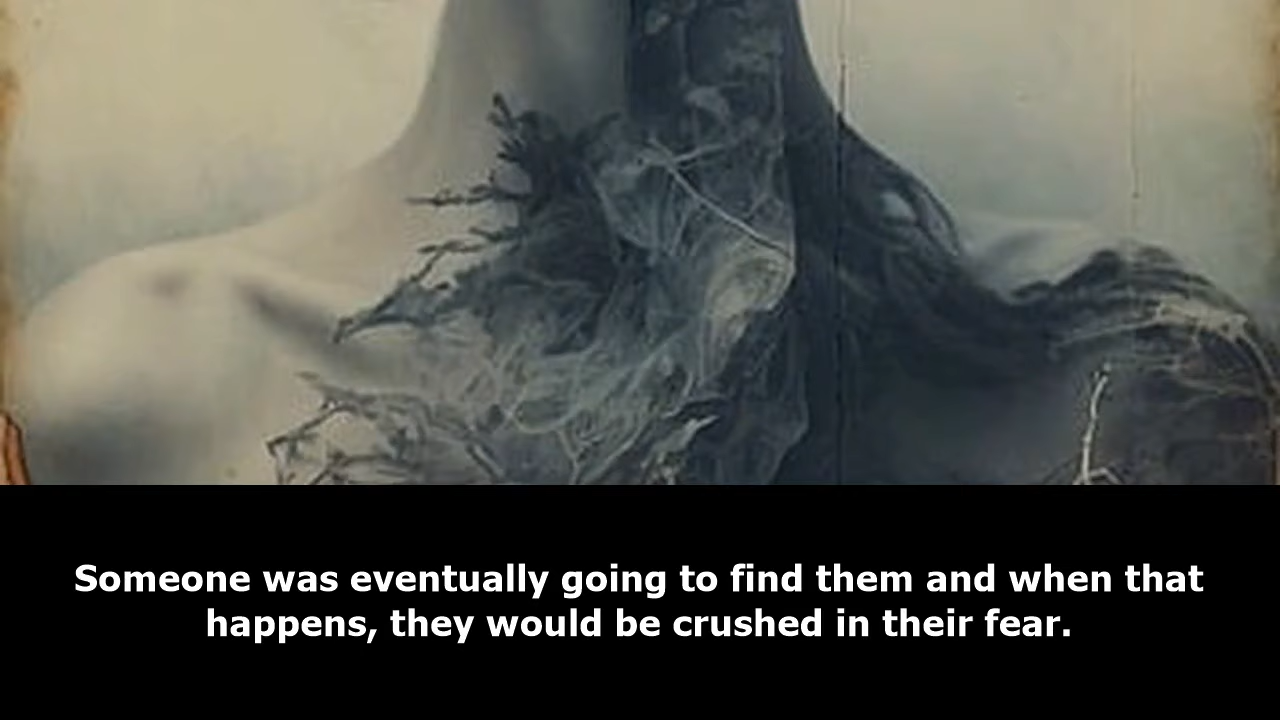 Someone was eventually going to find them and when that
happens, they would be crushed in their fear.